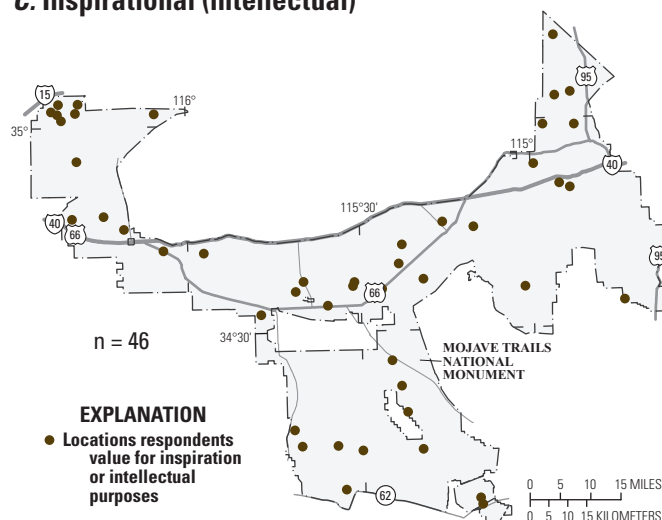 C. Inspirational (Intellectual)
15
95
116°
35°
115°
40
115°30'
40
66
95
66
34°30'
n = 46
MOJAVE TRAILS
NATIONAL
MONUMENT
EXPLANATION
Locations respondents
value for inspiration
or intellectual
purposes
62
0 5 10 15 MILES
0 5 10 15 KILOMETERS